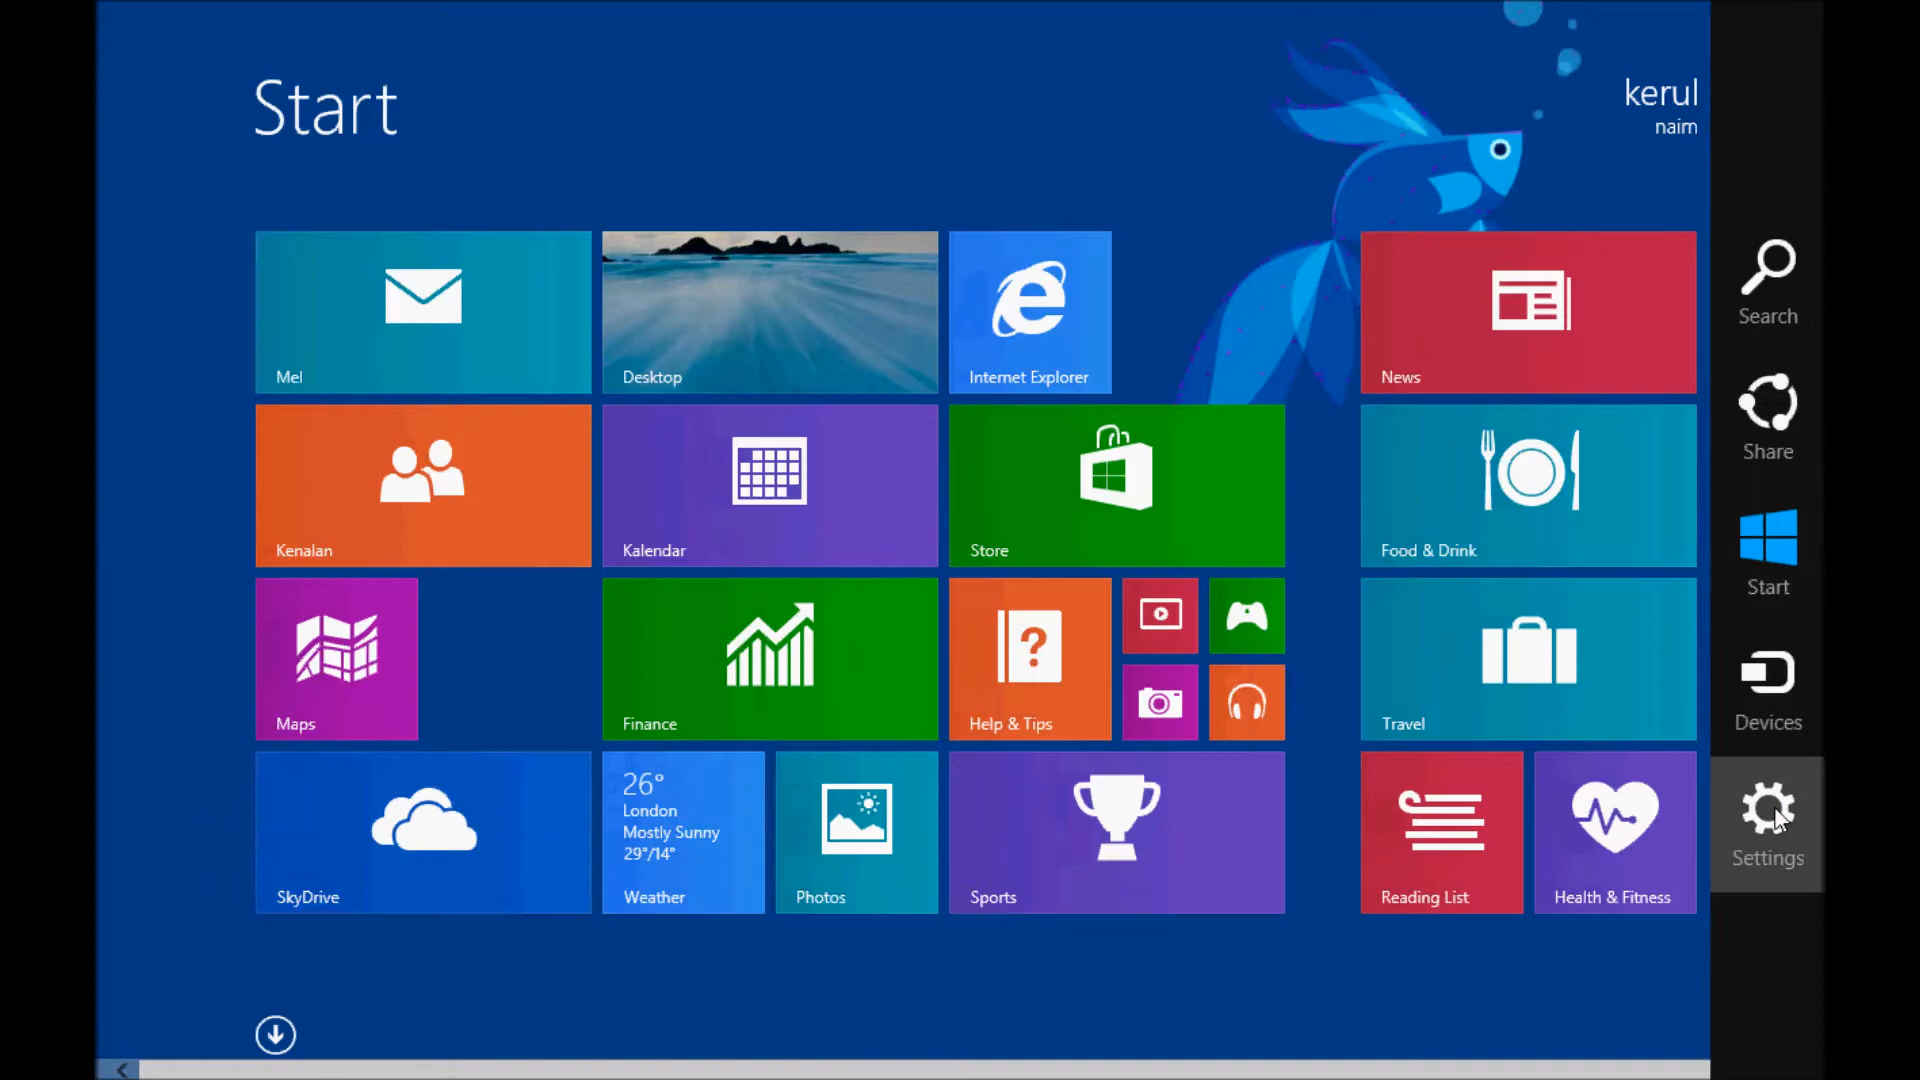 Start
kerul
naim
Mel
Desktop
Internet Explorer
News
Kenalan
Kalendar
Store
Food & Drink
Maps
Finance
Help & Tips
Travel
SkyDrive
26°
London
Mostly Sunny
29°/14°
Weather
Photos
Sports
Reading List
Health & Fitness
Search
Share
Start
Devices
Settings